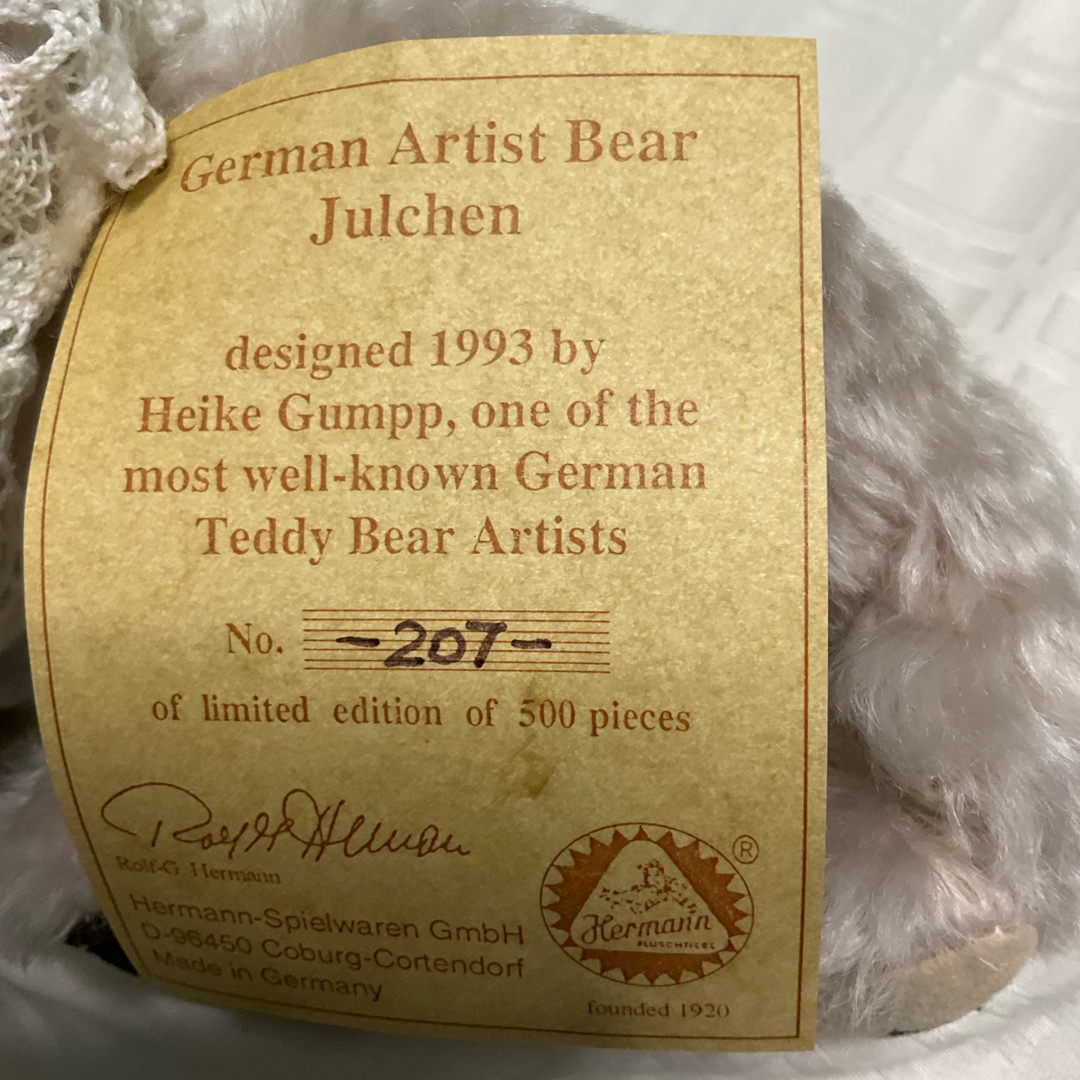 German Artist Bear
Julchen
designed 1993 by
Heike Gumpp, one of the
most well-known German
Teddy Bear Artists
No. -207-
of limited edition of 500 pieces
Rolf-G. Hermann
Hermann-Spielwaren GmbH
D-96450 Coburg-Cortendorf
Made in Germany
®
Hermann
PLUSCHTIERE
founded 1920